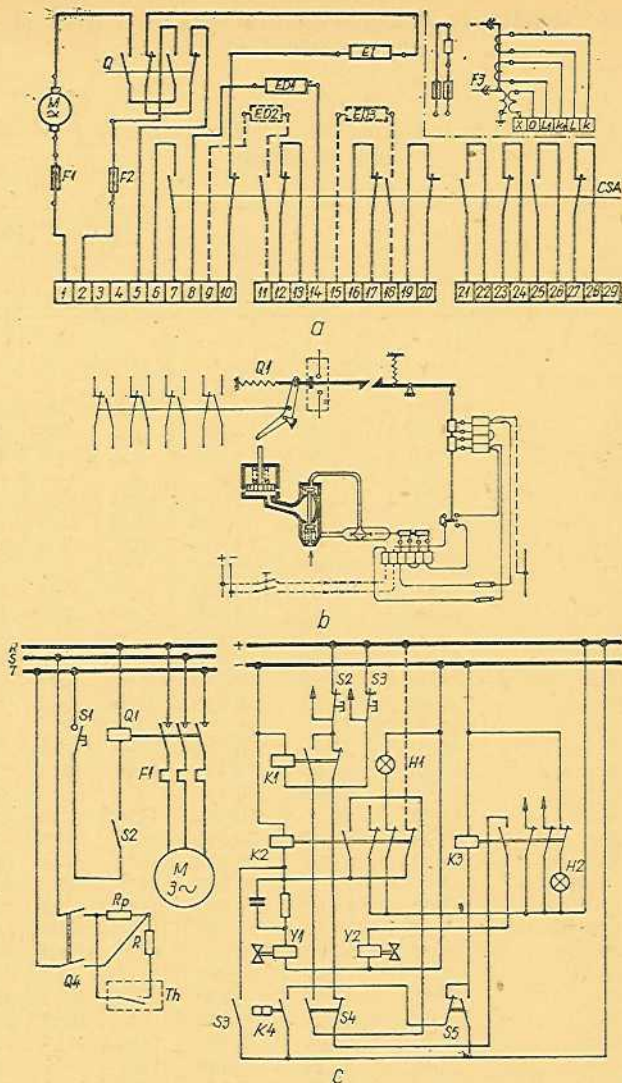 Q
M
F1
F2
E1
ED1
ED2
ED3
F3
X O L1 K1 L K
CSA
1 2 3 4 5 6 7 8 9 10 11 12 13 14 15 16 17 18 19 20 21 22 23 24 25 26 27 28 29
a
Q1
+ -
b
R
S
T
S1
Q1
F1
S2
M
3~
Rp
R
Q4
Th
+
-
S2 S3
K1
H1
K2
K3
H2
Y1
Y2
S3
K4
S4
S5
c